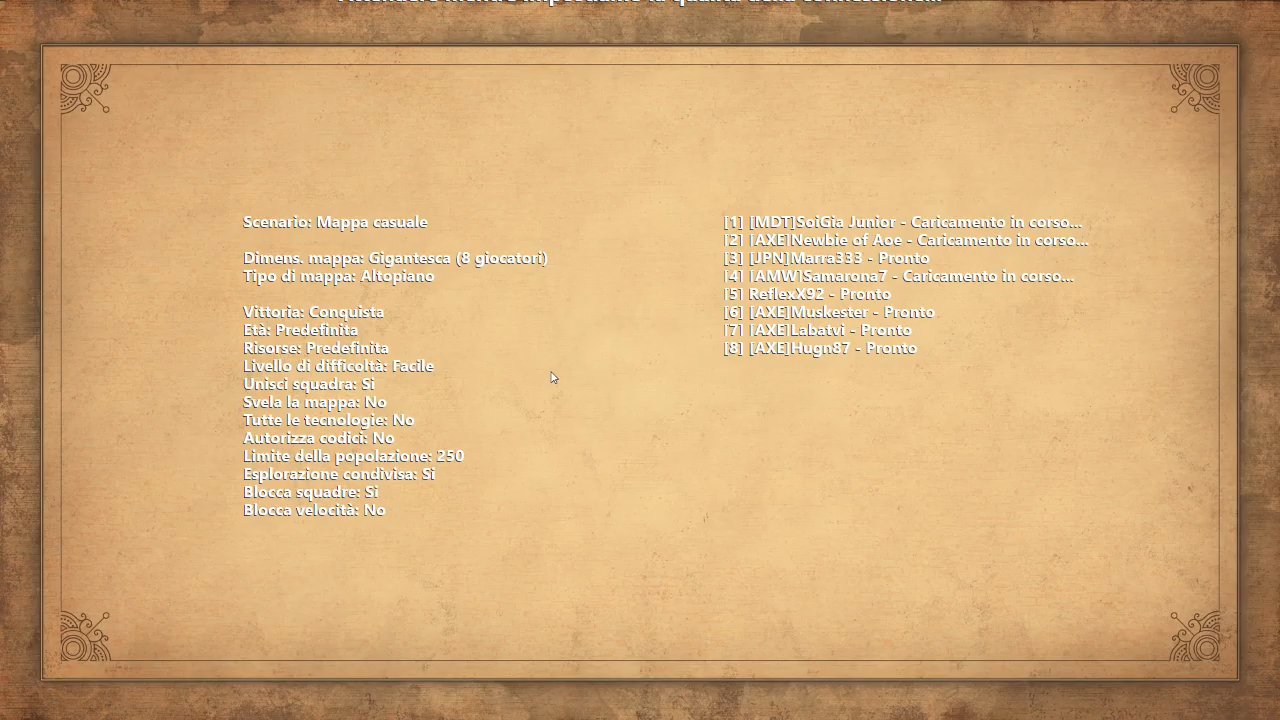 Scenario: Mappa casuale
Dimens. mappa: Gigantesca (8 giocatori)
Tipo di mappa: Altopiano
Vittoria: Conquista
Età: Predefinita
Risorse: Predefinita
Livello di difficoltà: Facile
Unisci squadra: Sì
Svela la mappa: No
Tutte le tecnologie: No
Autorizza codici: No
Limite della popolazione: 250
Esplorazione condivisa: Sì
Blocca squadre: Sì
Blocca velocità: No
[1] [MDT]SoiGia Junior - Caricamento in corso...
[2] [AXE]Newbie of Aoe - Caricamento in corso...
[3] [JPN]Marra333 - Pronto
[4] [AMW]Samarona7 - Caricamento in corso...
[5] ReflexX92 - Pronto
[6] [AXE]Muskester - Pronto
[7] [AXE]Labatvi - Pronto
[8] [AXE]Hugn87 - Pronto